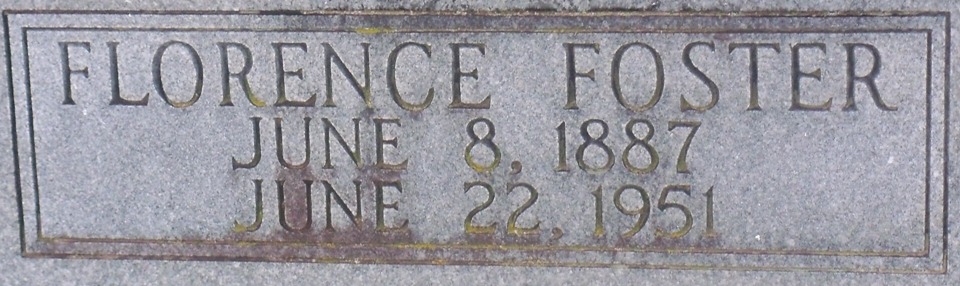 FLORENCE FOSTER
JUNE 8, 1887
JUNE 22, 1951